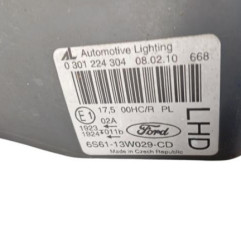 AL Automotive Lighting
0 301 224 304 08.02.10 668
17,5 00HC/R PL
E1 02A
1923
1824 011b
Ford
LHD
6S61-13W029-CD
Made in Czech Republic